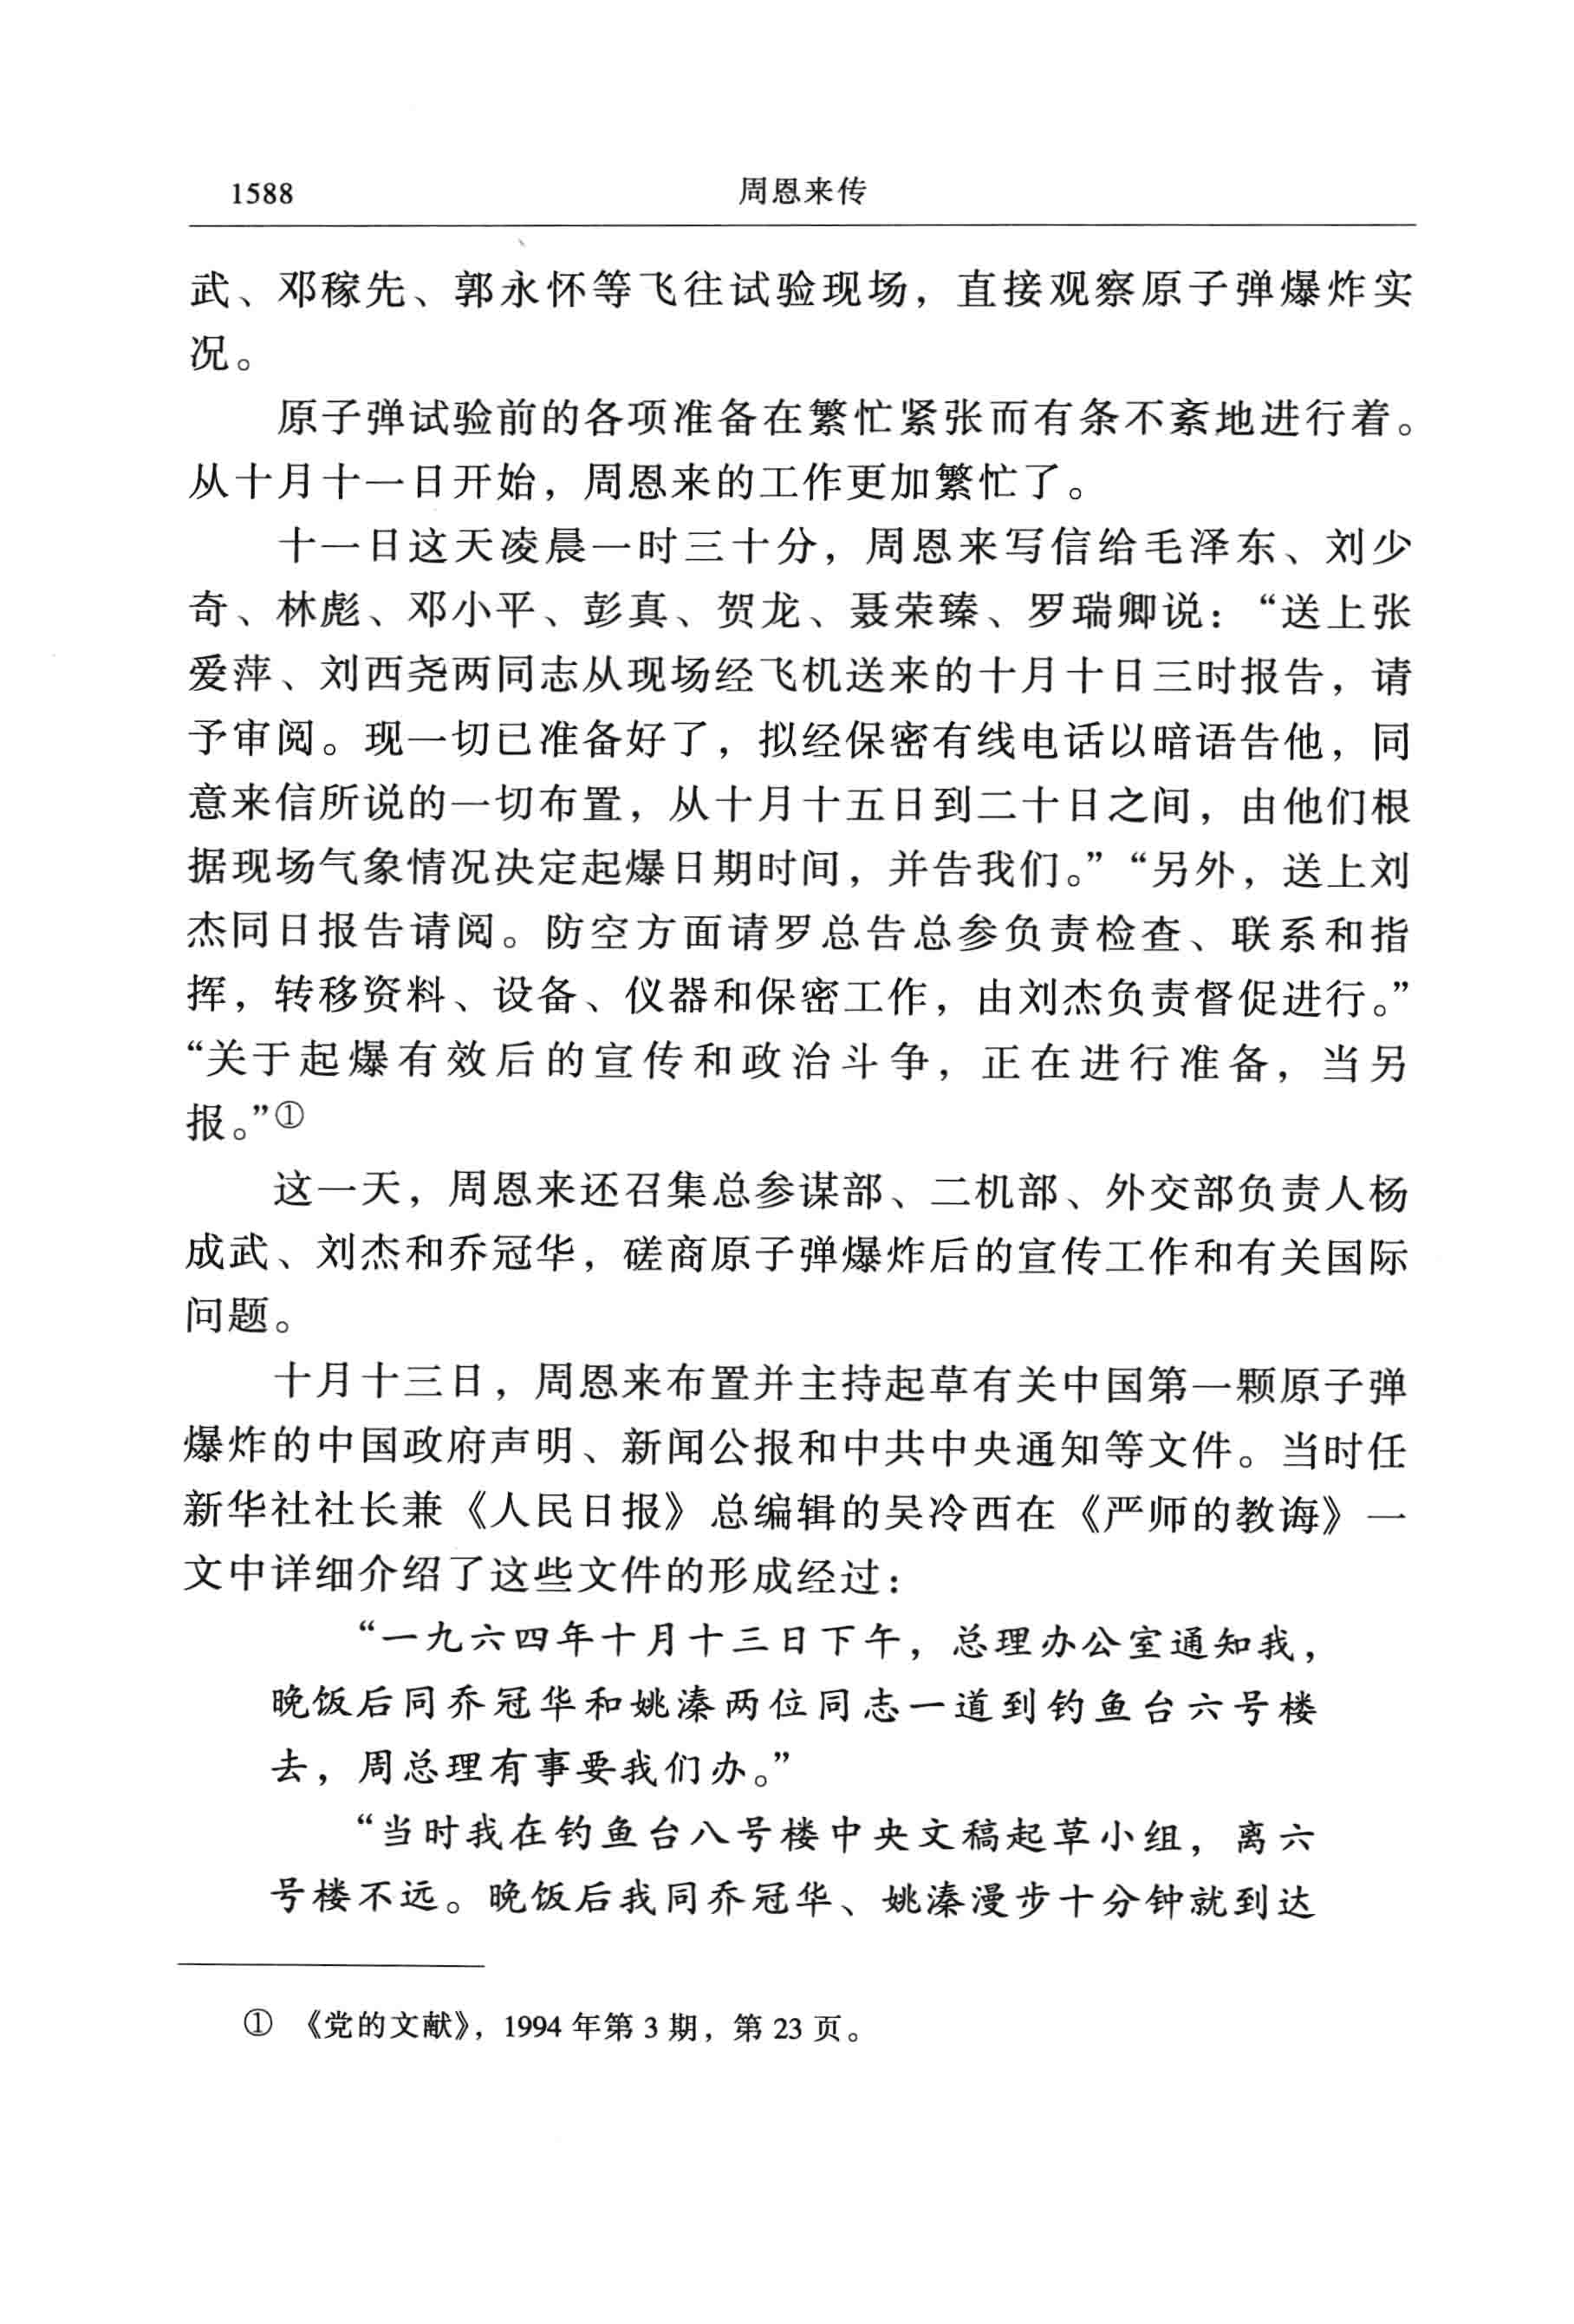 1588 周恩来传
武、邓稼先、郭永怀等飞往试验现场，直接观察原子弹爆炸实
况。
原子弹试验前的各项准备在繁忙紧张而有条不紊地进行着。
从十月十一日开始，周恩来的工作更加繁忙了。
十一日这天凌晨一时三十分，周恩来写信给毛泽东、刘少
奇、林彪、邓小平、彭真、贺龙、聂荣臻、罗瑞卿说：“送上张
爱萍、刘西尧两同志从现场经飞机送来的十月十日三时报告，请
予审阅。现一切已准备好了，拟经保密有线电话以暗语告他，同
意来信所说的一切布置，从十月十五日到二十日之间，由他们根
据现场气象情况决定起爆日期时间，并告我们。”“另外，送上刘
杰同日报告请阅。防空方面请罗总告总参负责检查、联系和指
挥，转移资料、设备、仪器和保密工作，由刘杰负责督促进行。”
“关于起爆有效后的宣传和政治斗争，正在进行准备，当另
报。”①
这一天，周恩来还召集总参谋部、二机部、外交部负责人杨
成武、刘杰和乔冠华，磋商原子弹爆炸后的宣传工作和有关国际
问题。
十月十三日，周恩来布置并主持起草有关中国第一颗原子弹
爆炸的中国政府声明、新闻公报和中共中央通知等文件。当时任
新华社社长兼《人民日报》总编辑的吴冷西在《严师的教诲》一
文中详细介绍了这些文件的形成经过：
“一九六四年十月十三日下午，总理办公室通知我，
晚饭后同乔冠华和姚溱两位同志一道到钓鱼台六号楼
去，周总理有事要我们办。”
“当时我在钓鱼台八号楼中央文稿起草小组，离六
号楼不远。晚饭后我同乔冠华、姚溱漫步十分钟就到达
① 《党的文献》，1994 年第 3 期，第 23 页。